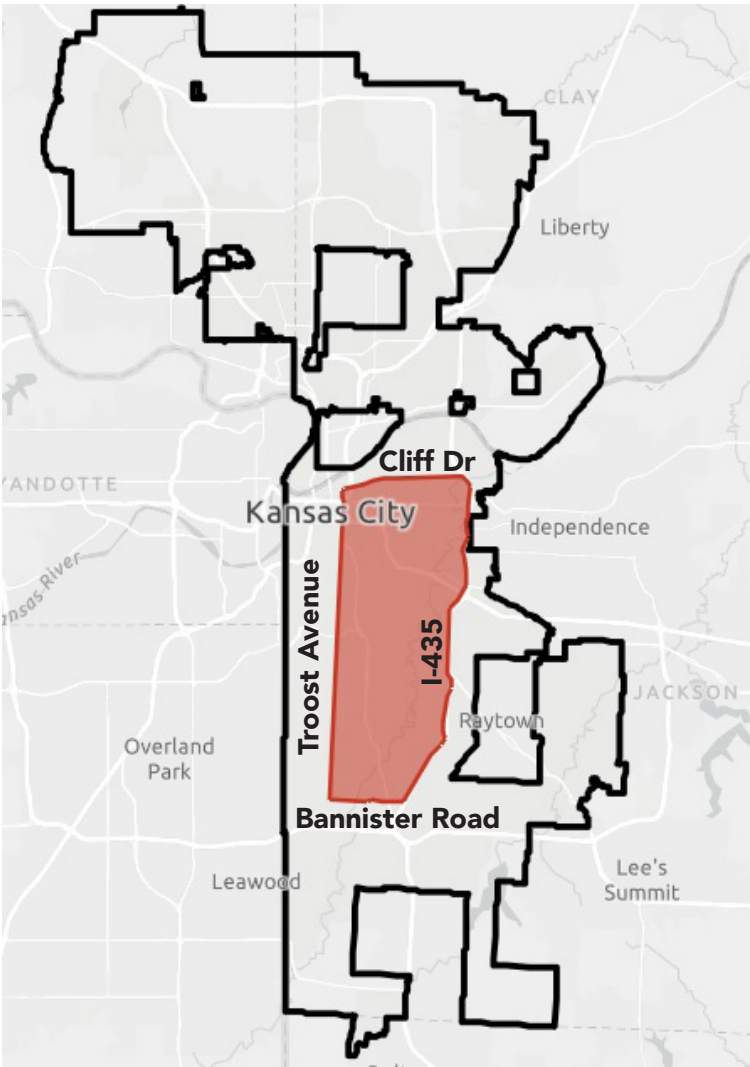 CLAY
Liberty
Cliff Dr
YANDOTTE
Kansas City
Independence
ansas-River
Troost Avenue
I-435
JACKSON
Raytown
Overland
Park
Bannister Road
Leawood
Lee's
Summit